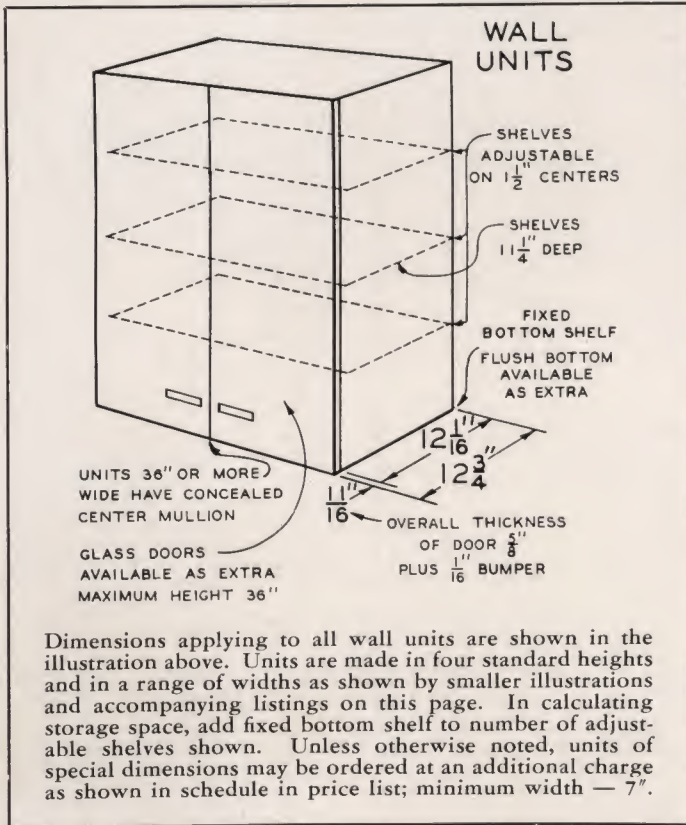 WALL
UNITS
SHELVES
ADJUSTABLE
ON 1 1/2" CENTERS
SHELVES
11 1/4" DEEP
FIXED
BOTTOM SHELF
FLUSH BOTTOM
AVAILABLE
AS EXTRA
12 1/16"
12 3/4"
11/16"
UNITS 36" OR MORE
WIDE HAVE CONCEALED
CENTER MULLION
OVERALL THICKNESS
OF DOOR 5/8"
PLUS 1/16" BUMPER
GLASS DOORS
AVAILABLE AS EXTRA
MAXIMUM HEIGHT 36"
Dimensions applying to all wall units are shown in the
illustration above. Units are made in four standard heights
and in a range of widths as shown by smaller illustrations
and accompanying listings on this page. In calculating
storage space, add fixed bottom shelf to number of adjust-
able shelves shown. Unless otherwise noted, units of
special dimensions may be ordered at an additional charge
as shown in schedule in price list; minimum width — 7".